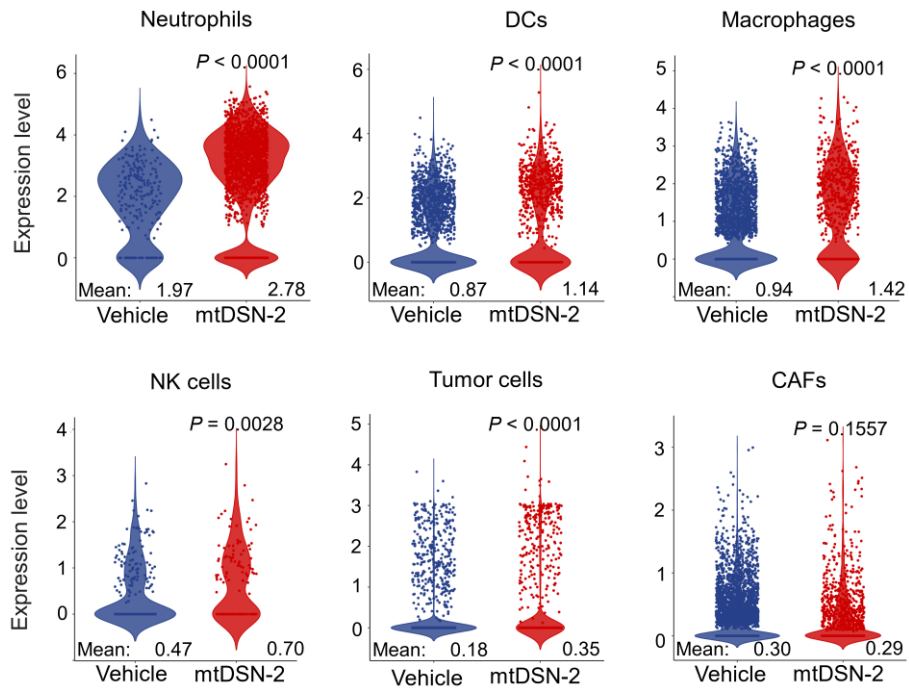 Neutrophils
Expression level
6
4
2
0
P < 0.0001
Mean: 1.97 2.78
Vehicle mtDSN-2
DCs
6
4
2
0
P < 0.0001
Mean: 0.87 1.14
Vehicle mtDSN-2
Macrophages
5
4
3
2
1
0
P < 0.0001
Mean: 0.94 1.42
Vehicle mtDSN-2
NK cells
Expression level
4
3
2
1
0
P = 0.0028
Mean: 0.47 0.70
Vehicle mtDSN-2
Tumor cells
5
4
3
2
1
0
P < 0.0001
Mean: 0.18 0.35
Vehicle mtDSN-2
CAFs
3
2
1
0
P = 0.1557
Mean: 0.30 0.29
Vehicle mtDSN-2